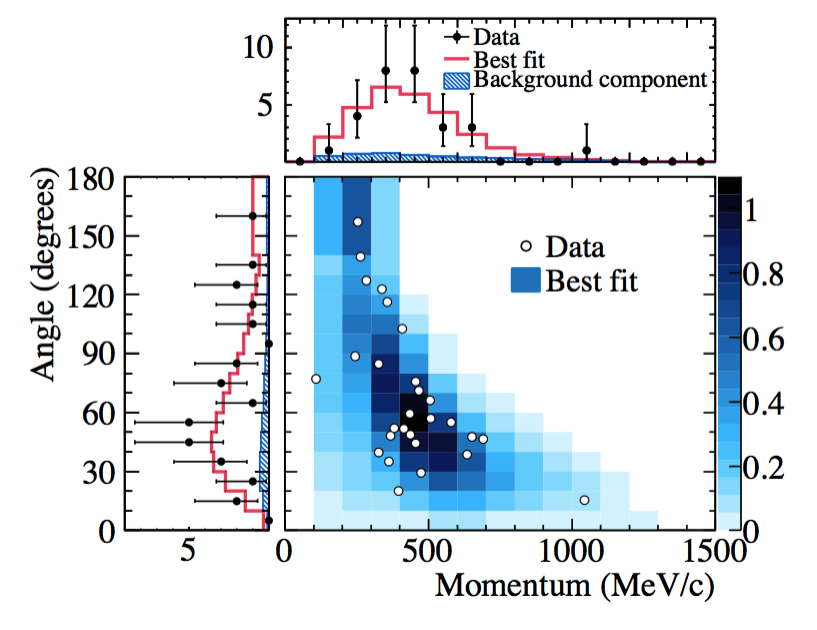 10
5
Data
Best fit
Background component
Angle (degrees)
180
150
120
90
60
30
0
5
Data
Best fit
1
0.8
0.6
0.4
0.2
0
0
500
1000
1500
Momentum (MeV/c)